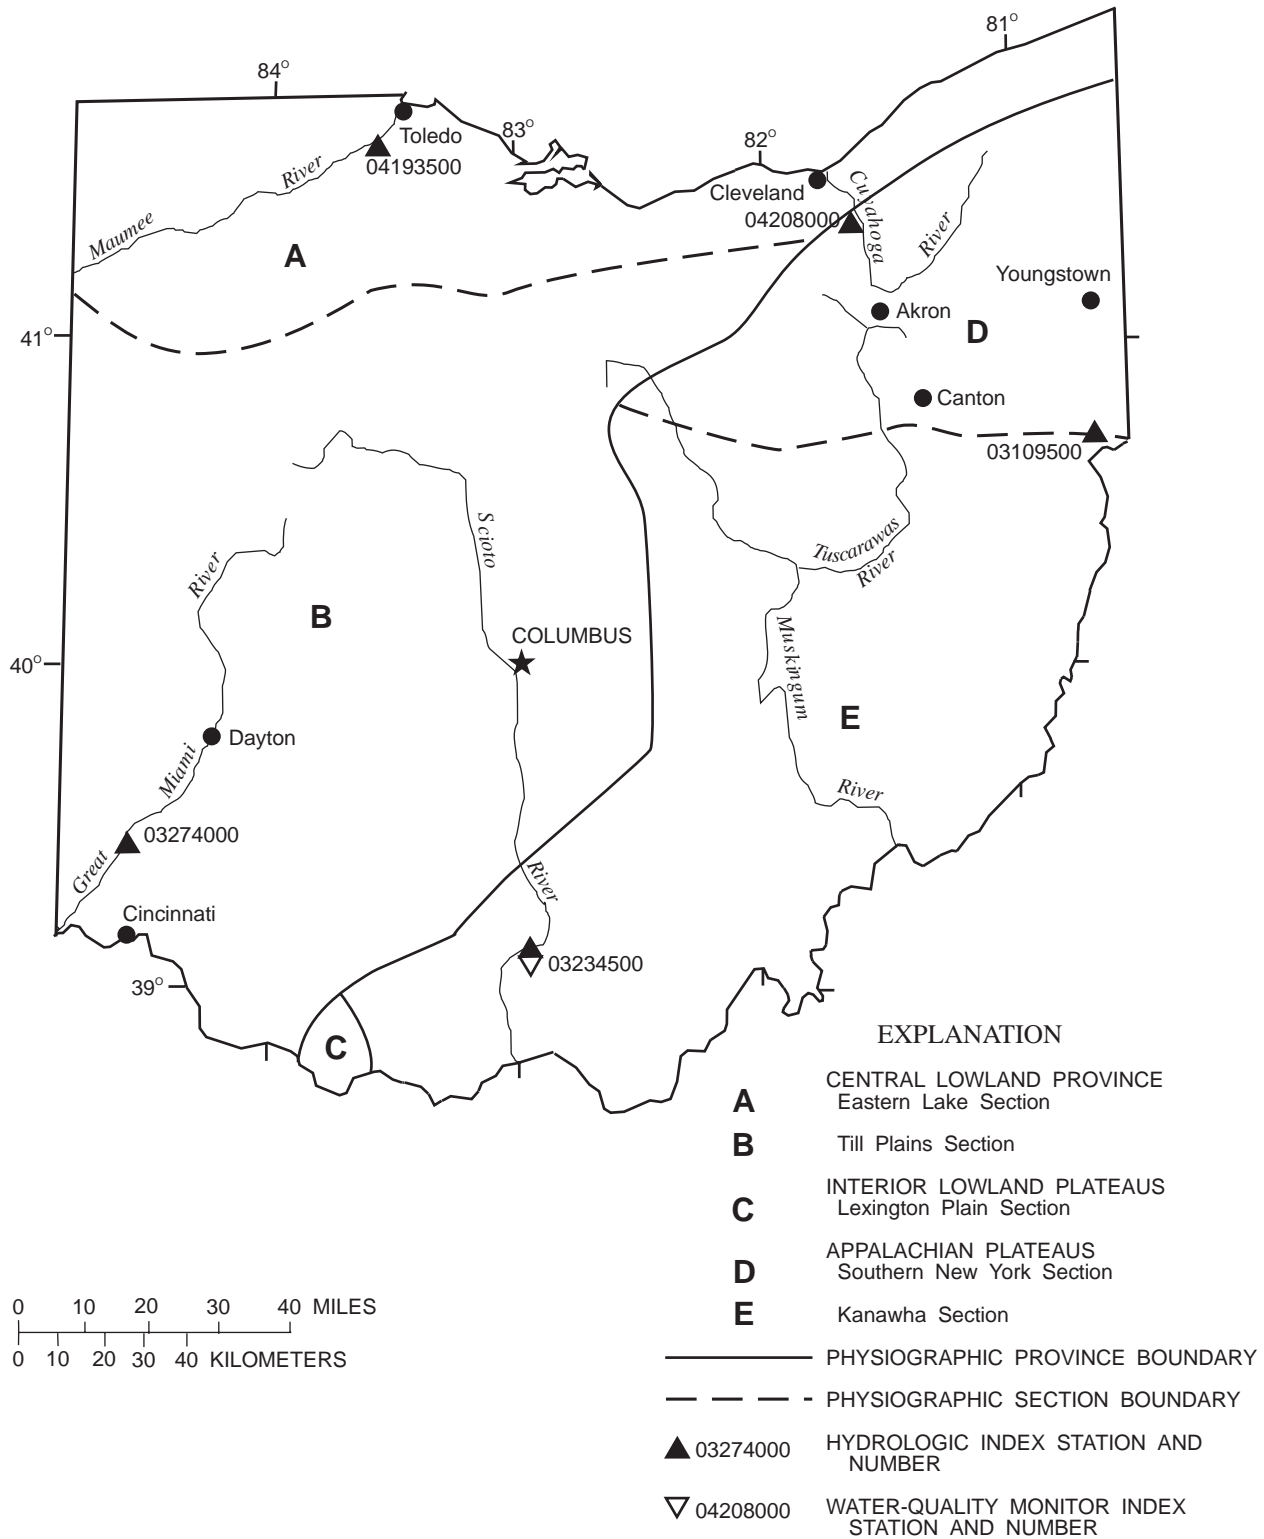 81°
84°
83°
82°
Toledo
04193500
River
Maumee
Cleveland
04208000
Cuyahoga
River
A
Youngstown
Akron
D
41°
Canton
03109500
Scioto
Tuscarawas
River
River
B
COLUMBUS
40°
Muskingum
E
Dayton
Miami
River
03274000
Great
River
Cincinnati
03234500
39°
C
EXPLANATION
A CENTRAL LOWLAND PROVINCE
Eastern Lake Section
B Till Plains Section
INTERIOR LOWLAND PLATEAUS
C Lexington Plain Section
APPALACHIAN PLATEAUS
D Southern New York Section
E Kanawha Section
0 10 20 30 40 MILES
0 10 20 30 40 KILOMETERS
PHYSIOGRAPHIC PROVINCE BOUNDARY
PHYSIOGRAPHIC SECTION BOUNDARY
03274000 HYDROLOGIC INDEX STATION AND
NUMBER
04208000 WATER-QUALITY MONITOR INDEX
STATION AND NUMBER